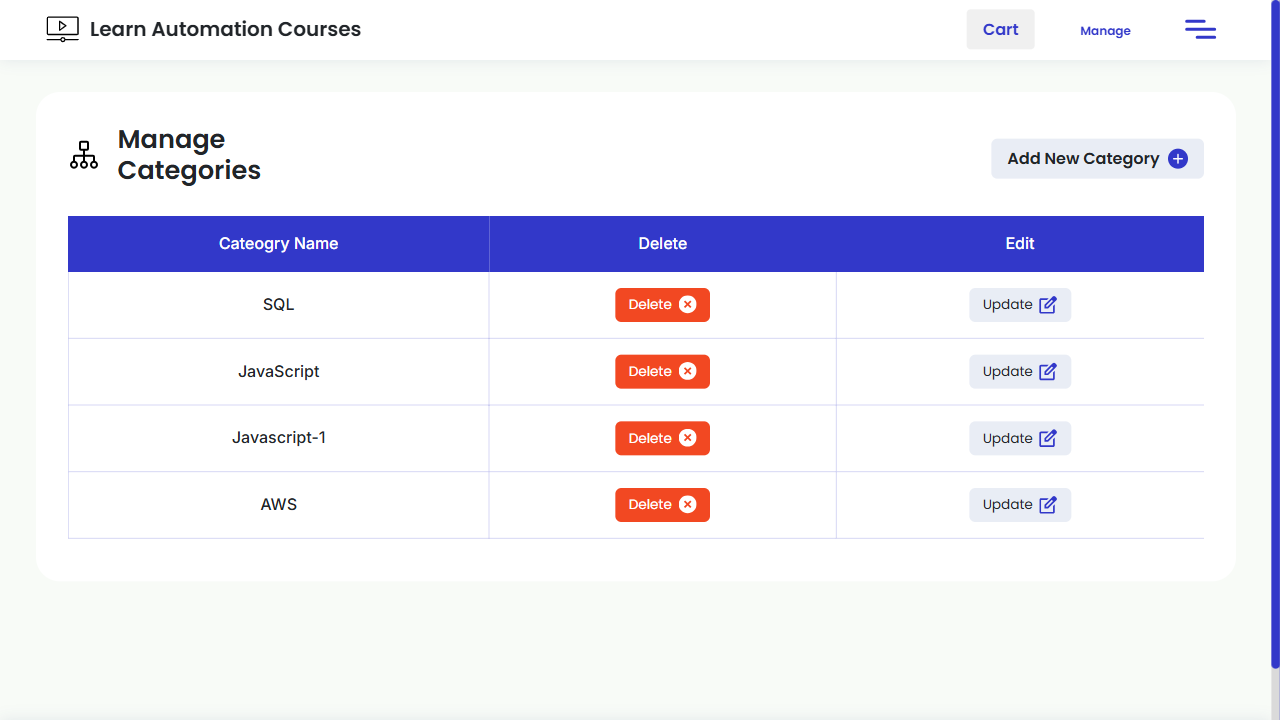 Learn Automation Courses
Cart
Manage
Manage
Categories
Add New Category
Cateogry Name Delete Edit
SQL Delete Update
JavaScript Delete Update
Javascript-1 Delete Update
AWS Delete Update